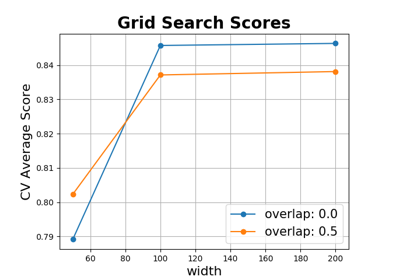 Grid Search Scores
CV Average Score
0.84
0.83
0.82
0.81
0.80
0.79
overlap: 0.0
overlap: 0.5
60 80 100 120 140 160 180 200
width